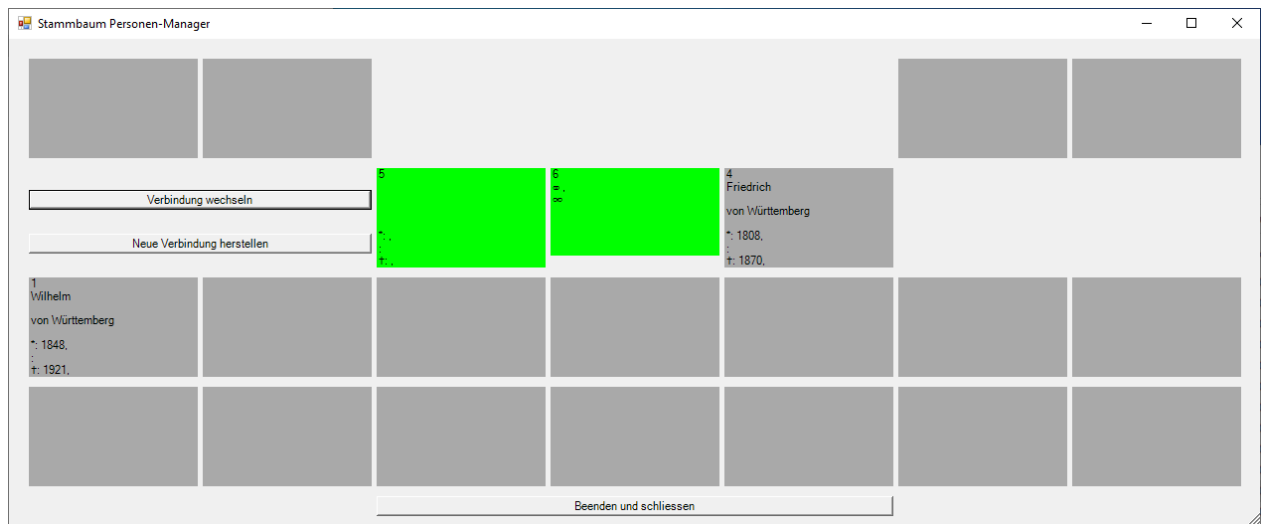 Stammbaum Personen-Manager
Verbindung wechseln
Neue Verbindung herstellen
5
*: ,
:
†: ,
6
= ,
∞
4
Friedrich
von Württemberg
*: 1808,
:
†: 1870,
1
Wilhelm
von Württemberg
*: 1848,
:
†: 1921,
Beenden und schliessen